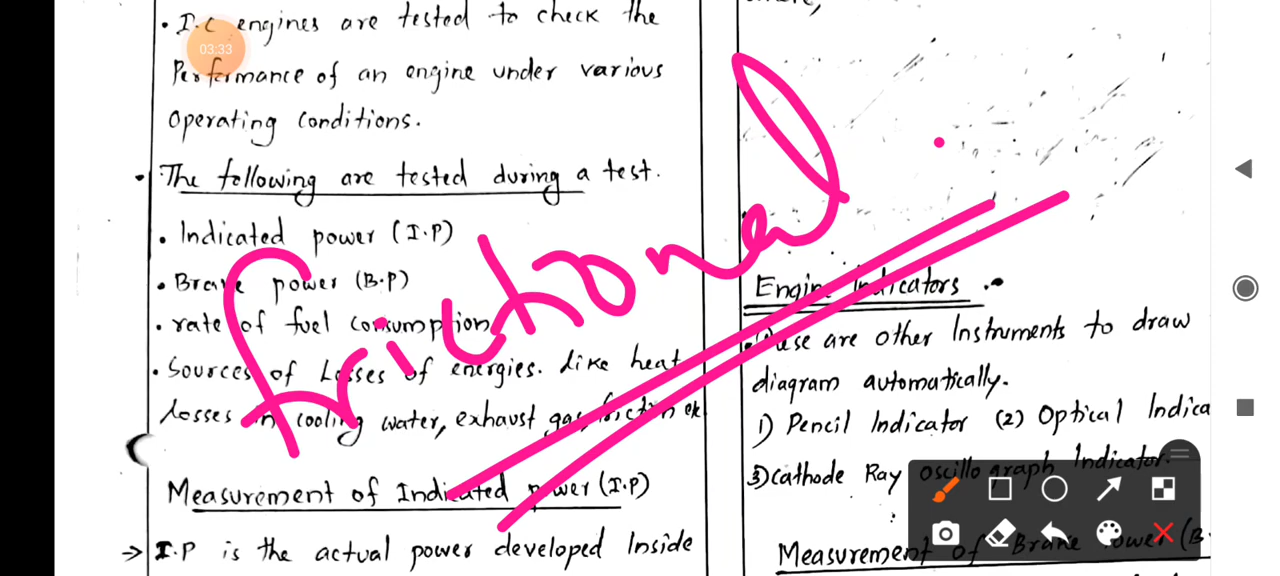 • I.C engines are tested to check the
03:33
Performance of an engine under various
Operating Conditions.
• The following are tested during a test.
• Indicated power (I.P)
• Brake power (B.P)
• rate of fuel consumption
• Sources of Losses of energies. like heat
Losses in cooling water, exhaust gas, friction etc
Measurement of Indicated power (I.P)
→ I.P is the actual power developed Inside
frictional
Engine Indicators
• These are other Instruments to draw
diagram automatically.
1) Pencil Indicator (2) Optical Indica
3) Cathode Ray oscillograph Indicator.
Measurement of Brake Power (B.